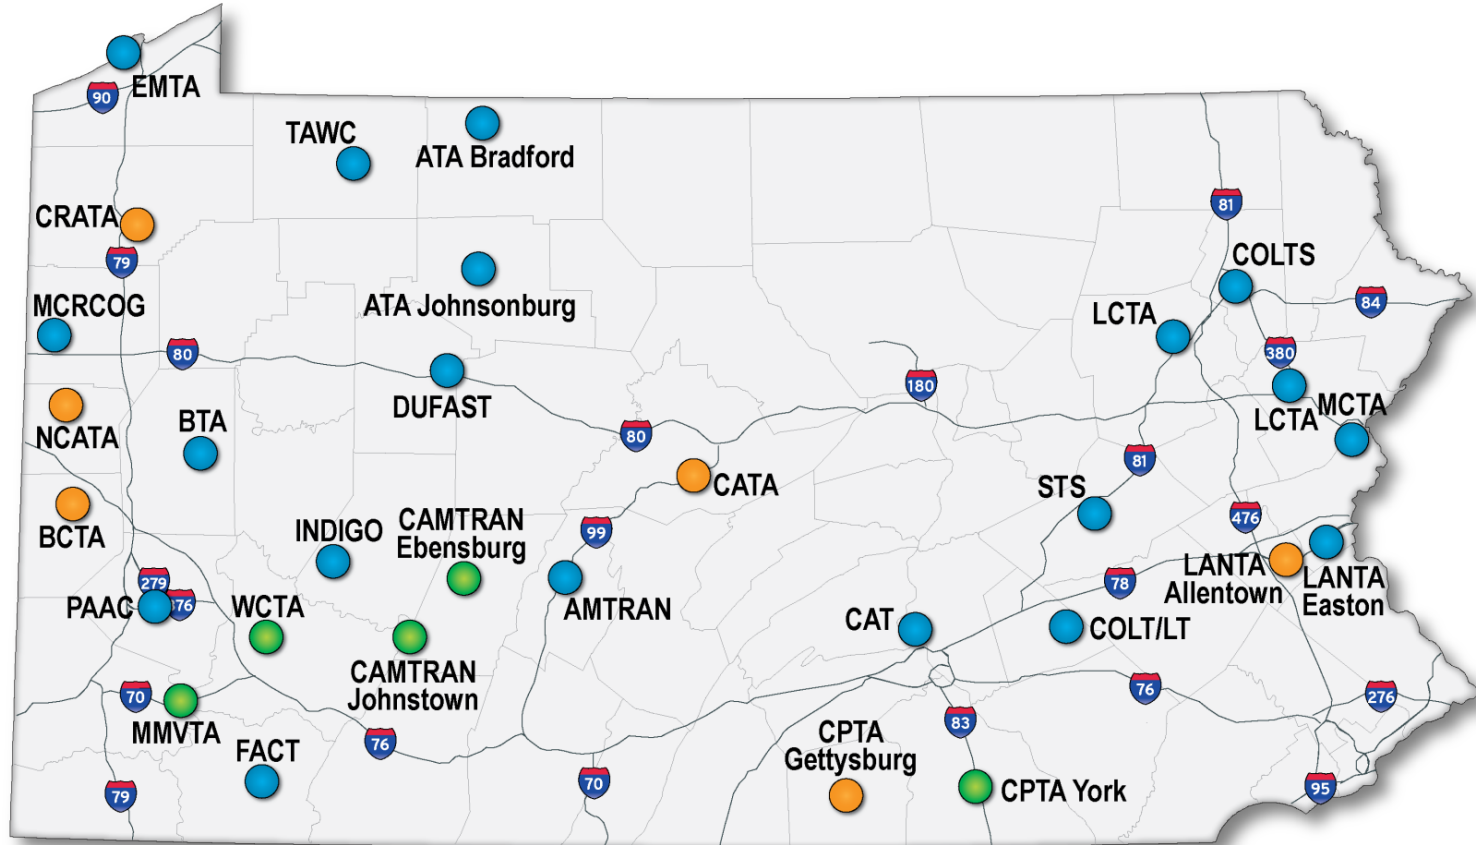 EMTA
90
TAWC
ATA Bradford
CRATA
79
81
COLTS
ATA Johnsonburg
MCRCOG
84
LCTA
80
380
180
DUFAST
NCATA
BTA
80
LCTA
MCTA
81
CATA
STS
BCTA
INDIGO
CAMTRAN
Ebensburg
99
476
LANTA
Allentown
LANTA
Easton
279
76
PAAC
WCTA
AMTRAN
78
CAT
COLT/LT
CAMTRAN
Johnstown
70
MMVTA
76
276
83
FACT
76
CPTA
Gettysburg
79
70
CPTA York
95